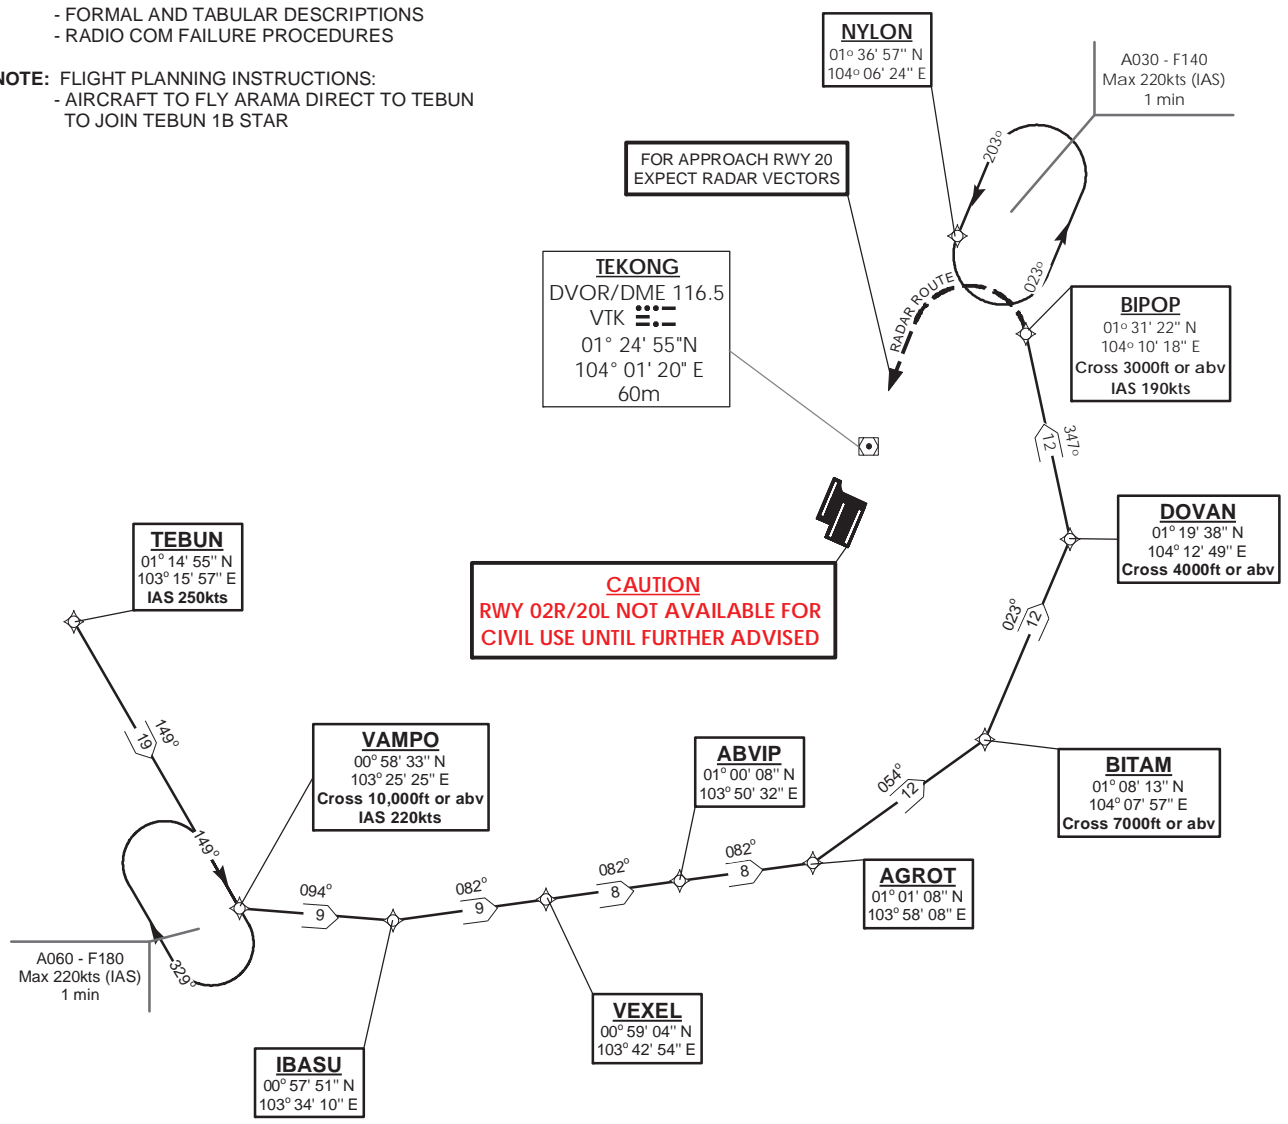 - FORMAL AND TABULAR DESCRIPTIONS
- RADIO COM FAILURE PROCEDURES
NOTE: FLIGHT PLANNING INSTRUCTIONS:
- AIRCRAFT TO FLY ARAMA DIRECT TO TEBUN
TO JOIN TEBUN 1B STAR
NYLON
01° 36' 57" N
104° 06' 24" E
A030 - F140
Max 220kts (IAS)
1 min
203°
023°
FOR APPROACH RWY 20
EXPECT RADAR VECTORS
RADAR ROUTE
TEKONG
DVOR/DME 116.5
VTK
01° 24' 55"N
104° 01' 20" E
60m
BIPOP
01° 31' 22" N
104° 10' 18" E
Cross 3000ft or abv
IAS 190kts
347°
12
DOVAN
01° 19' 38" N
104° 12' 49" E
Cross 4000ft or abv
TEBUN
01° 14' 55" N
103° 15' 57" E
IAS 250kts
CAUTION
RWY 02R/20L NOT AVAILABLE FOR
CIVIL USE UNTIL FURTHER ADVISED
023°
12
149°
19
VAMPO
00° 58' 33" N
103° 25' 25" E
Cross 10,000ft or abv
IAS 220kts
ABVIP
01° 00' 08" N
103° 50' 32" E
054°
12
BITAM
01° 08' 13" N
104° 07' 57" E
Cross 7000ft or abv
149°
329°
094°
9
082°
9
082°
8
082°
8
AGROT
01° 01' 08" N
103° 58' 08" E
A060 - F180
Max 220kts (IAS)
1 min
VEXEL
00° 59' 04" N
103° 42' 54" E
IBASU
00° 57' 51" N
103° 34' 10" E